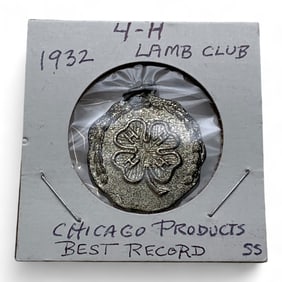 4-H
1932 LAMB CLUB
CHICAGO PRODUCTS
BEST RECORD SS